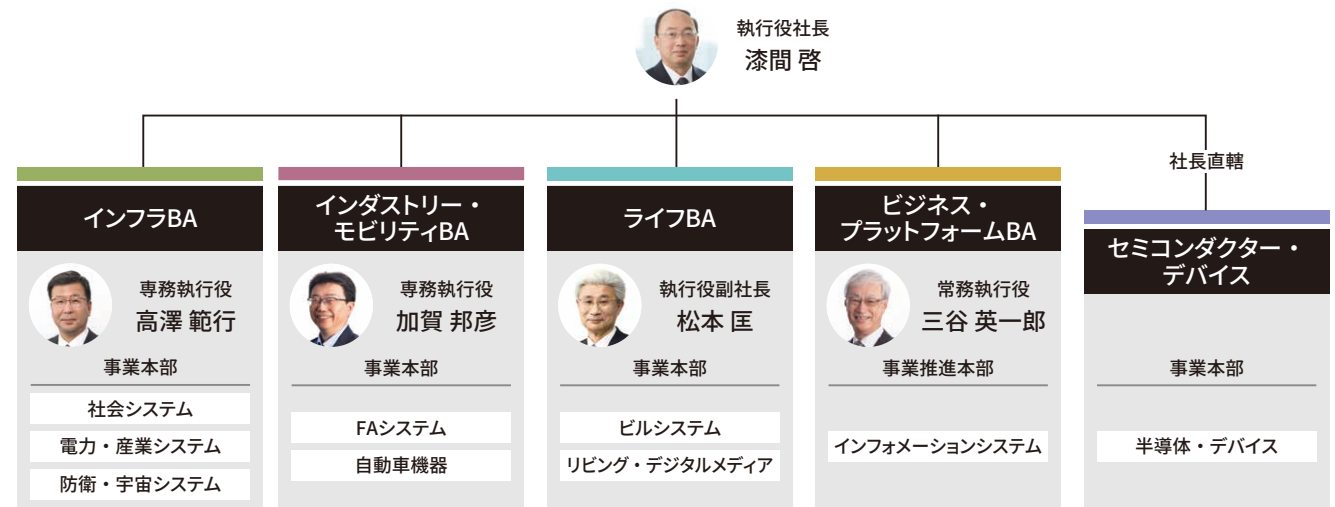 執行役社長
漆間 啓
社長直轄
インフラBA
専務執行役
高澤 範行
事業本部
社会システム
電力・産業システム
防衛・宇宙システム
インダストリー・
モビリティBA
専務執行役
加賀 邦彦
事業本部
FAシステム
自動車機器
ライフBA
執行役副社長
松本 匡
事業本部
ビルシステム
リビング・デジタルメディア
ビジネス・
プラットフォームBA
常務執行役
三谷 英一郎
事業推進本部
インフォメーションシステム
セミコンダクター・
デバイス
事業本部
半導体・デバイス